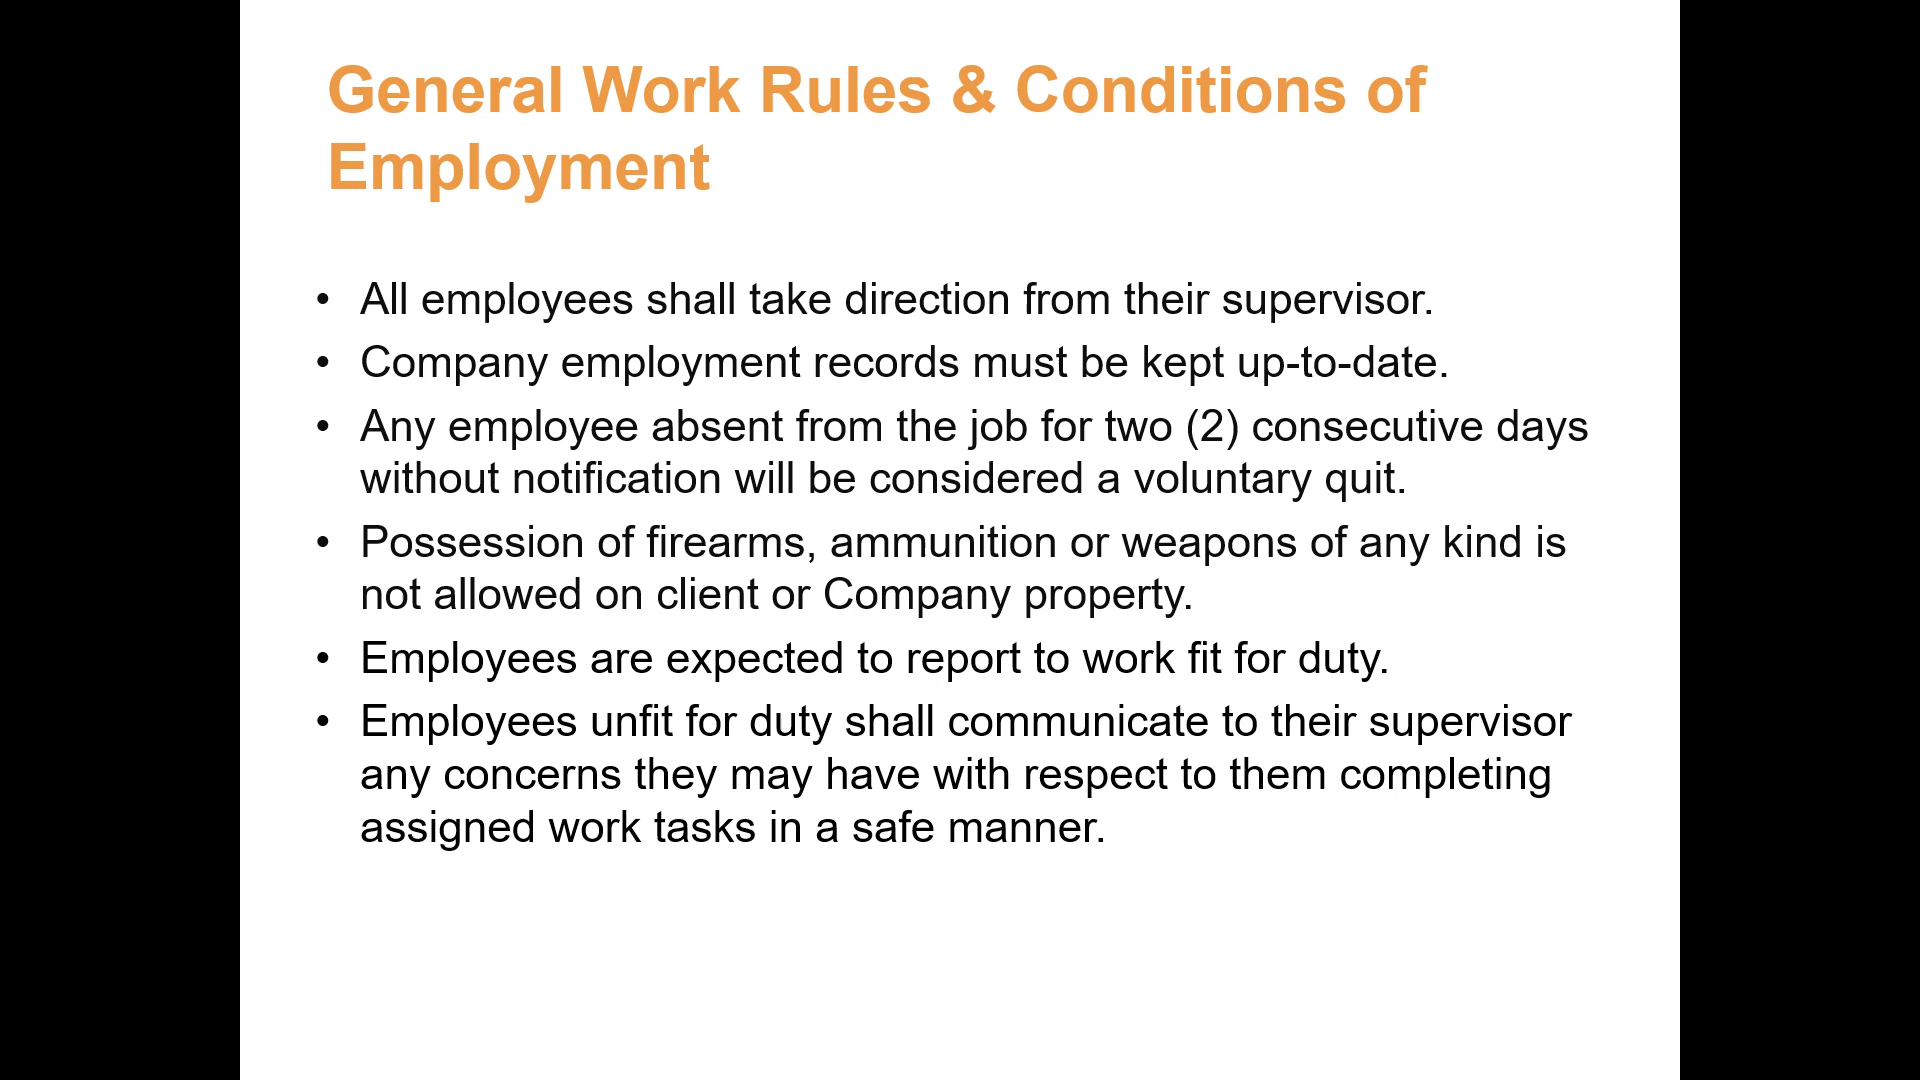 General Work Rules & Conditions of
Employment
• All employees shall take direction from their supervisor.
• Company employment records must be kept up-to-date.
• Any employee absent from the job for two (2) consecutive days
without notification will be considered a voluntary quit.
• Possession of firearms, ammunition or weapons of any kind is
not allowed on client or Company property.
• Employees are expected to report to work fit for duty.
• Employees unfit for duty shall communicate to their supervisor
any concerns they may have with respect to them completing
assigned work tasks in a safe manner.